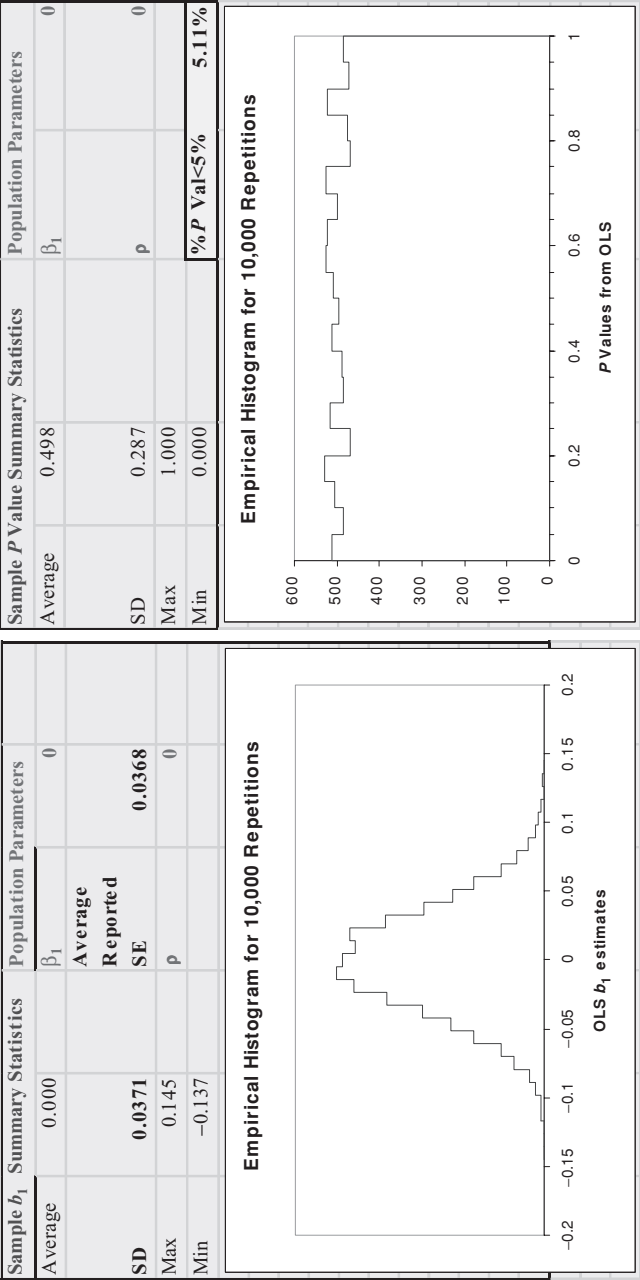 Sample b1 Summary Statistics Population Parameters
Average 0.000 β1 0
Average
Reported
SD 0.0371 SE 0.0368
Max 0.145 ρ 0
Min −0.137
Empirical Histogram for 10,000 Repetitions
−0.2 −0.15 −0.1 −0.05 0 0.05 0.1 0.15 0.2
OLS b1 estimates
Sample P Value Summary Statistics Population Parameters
Average 0.498 β1 0
SD 0.287 ρ 0
Max 1.000
Min 0.000 %P Val<5% 5.11%
Empirical Histogram for 10,000 Repetitions
600
500
400
300
200
100
0
0 0.2 0.4 0.6 0.8 1
P Values from OLS